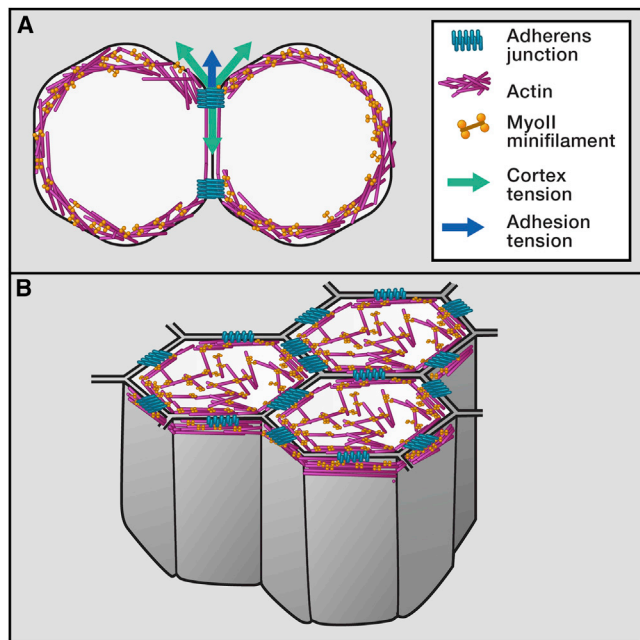 A
Adherens
junction
Actin
MyoII
minifilament
Cortex
tension
Adhesion
tension
B